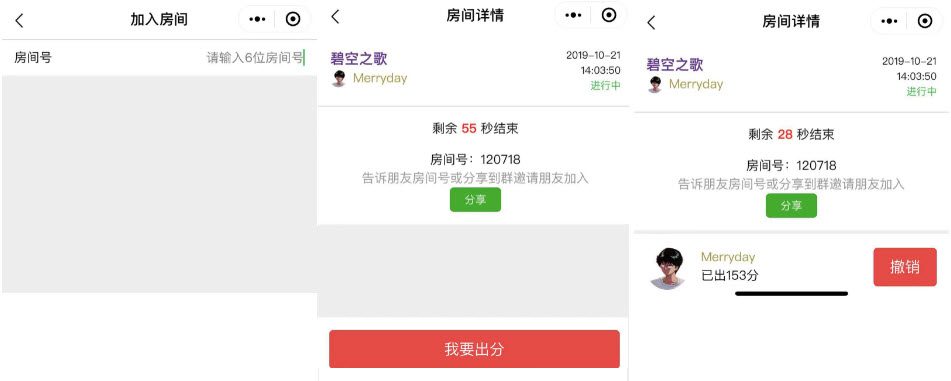 加入房间
房间号
请输入6位房间号
房间详情
碧空之歌
Merryday
2019-10-21
14:03:50
进行中
剩余 55 秒结束
房间号：120718
告诉朋友房间号或分享到群邀请朋友加入
分享
我要出分
房间详情
碧空之歌
Merryday
2019-10-21
14:03:50
进行中
剩余 28 秒结束
房间号：120718
告诉朋友房间号或分享到群邀请朋友加入
分享
Merryday
已出153分
撤销